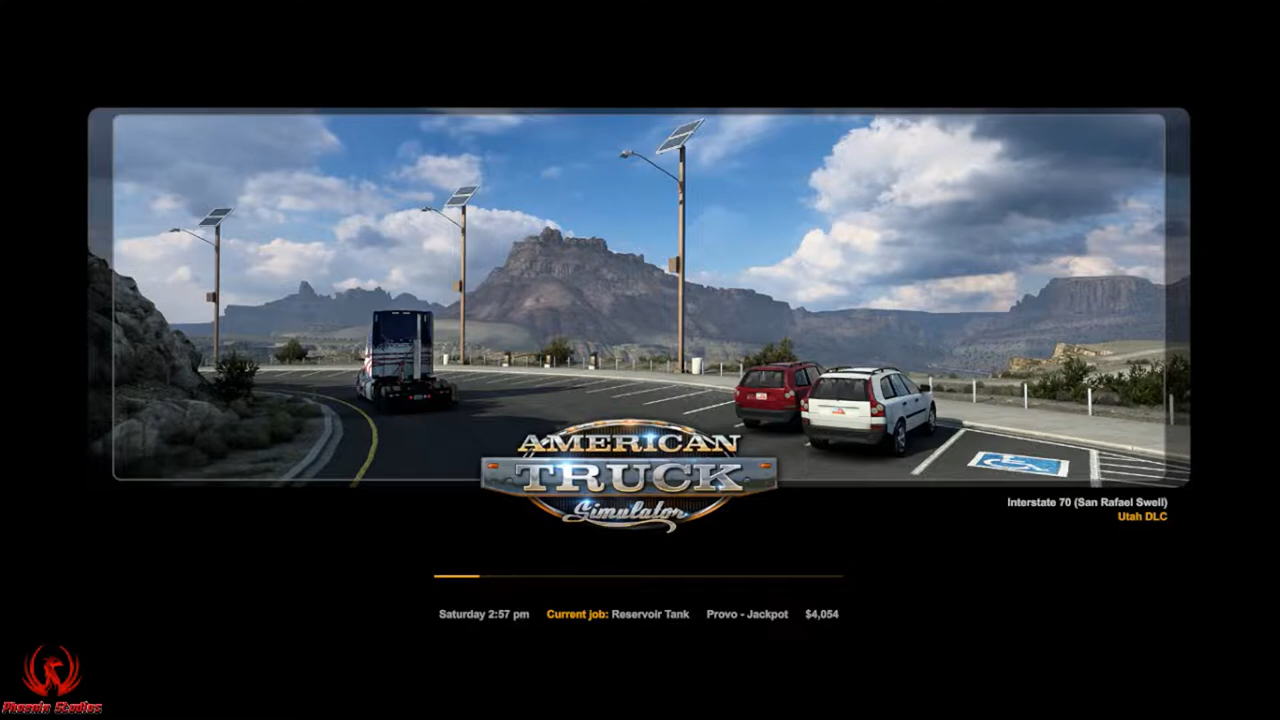 AMERICAN
TRUCK
Simulator
Interstate 70 (San Rafael Swell)
Utah DLC
Saturday 2:57 pm Current job: Reservoir Tank Provo - Jackpot $4,054
Phoenix Studios